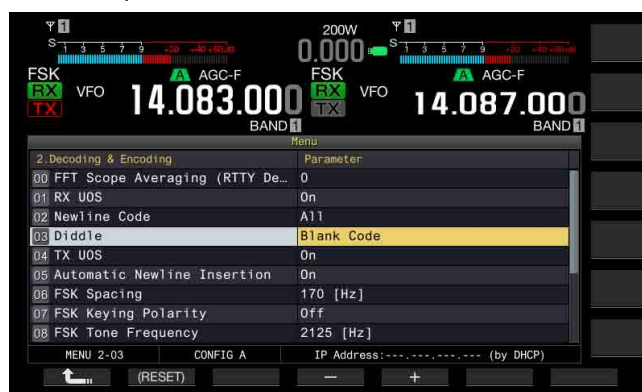 1 200W 1
S 1 3 5 7 9 +20 +40 +60dB 0.000 S 1 3 5 7 9 +20 +40 +60dB
FSK A AGC-F FSK A AGC-F
RX VFO 14.083.000 RX VFO 14.087.000
TX TX
BAND 1 BAND 1
Menu
2.Decoding & Encoding Parameter
00 FFT Scope Averaging (RTTY De… 0
01 RX UOS On
02 Newline Code All
03 Diddle Blank Code
04 TX UOS On
05 Automatic Newline Insertion On
06 FSK Spacing 170 [Hz]
07 FSK Keying Polarity Off
08 FSK Tone Frequency 2125 [Hz]
MENU 2-03 CONFIG A IP Address:---.---.---.--- (by DHCP)
(RESET) − +